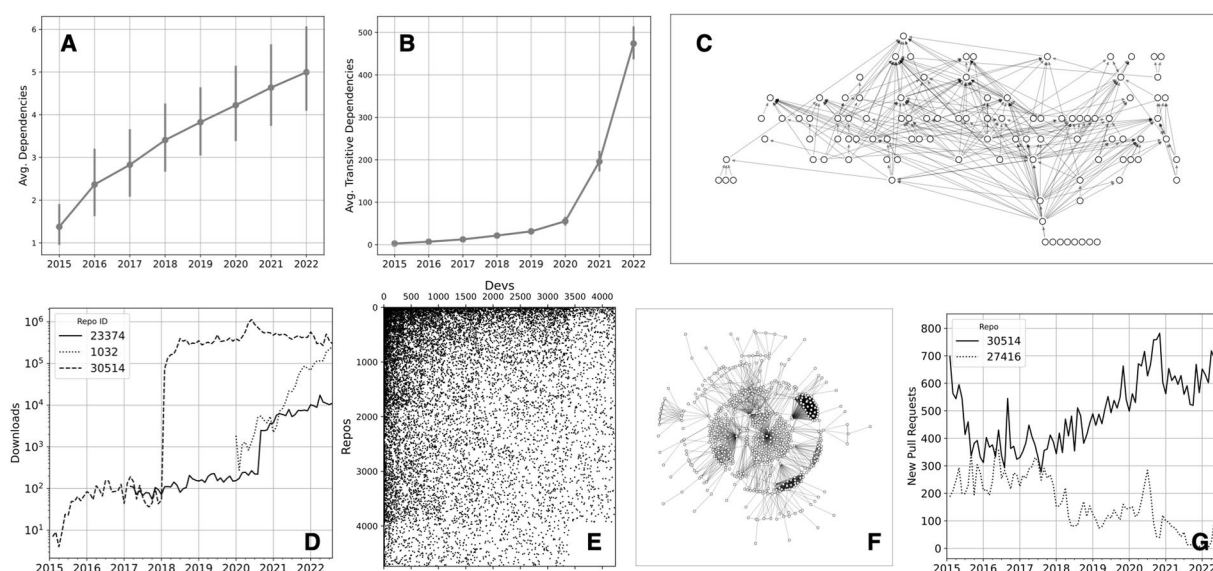 A
Avg. Dependencies
6
5
4
3
2
1
2015 2016 2017 2018 2019 2020 2021 2022
B
Avg. Transitive Dependencies
500
400
300
200
100
0
2015 2016 2017 2018 2019 2020 2021 2022
C
Downloads
10^6
10^5
10^4
10^3
10^2
10^1
Repo ID
23374
1032
30514
2015 2016 2017 2018 2019 2020 2021 2022
D
Devs
0 500 1000 1500 2000 2500 3000 3500 4000
Repos
0
1000
2000
3000
4000
E
F
New Pull Requests
800
700
600
500
400
300
200
100
0
Repo
30514
27416
2015 2016 2017 2018 2019 2020 2021 2022
G